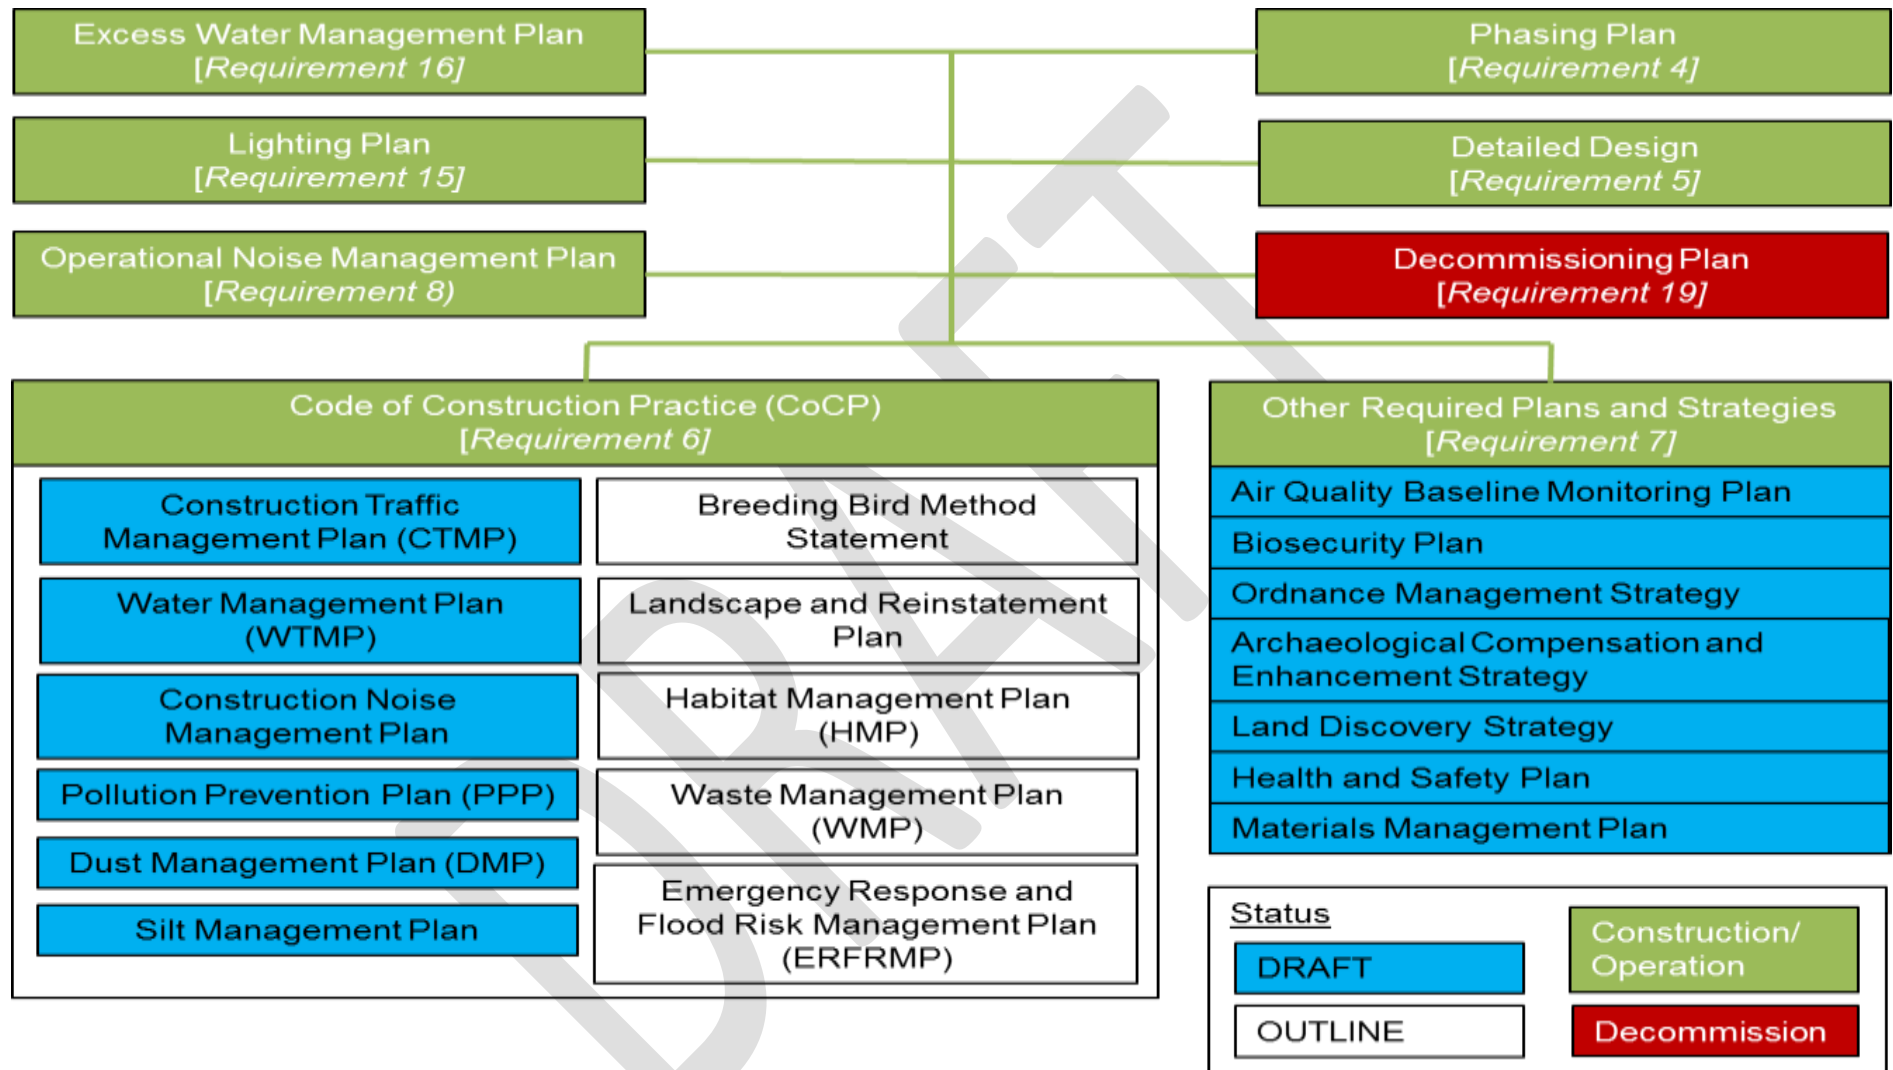 Excess Water Management Plan
[Requirement 16]
Phasing Plan
[Requirement 4]
Lighting Plan
[Requirement 15]
Detailed Design
[Requirement 5]
Operational Noise Management Plan
[Requirement 8)
Decommissioning Plan
[Requirement 19]
Code of Construction Practice (CoCP)
[Requirement 6]
Construction Traffic
Management Plan (CTMP)
Water Management Plan
(WTMP)
Construction Noise
Management Plan
Pollution Prevention Plan (PPP)
Dust Management Plan (DMP)
Silt Management Plan
Breeding Bird Method
Statement
Landscape and Reinstatement
Plan
Habitat Management Plan
(HMP)
Waste Management Plan
(WMP)
Emergency Response and
Flood Risk Management Plan
(ERFRMP)
Other Required Plans and Strategies
[Requirement 7]
Air Quality Baseline Monitoring Plan
Biosecurity Plan
Ordnance Management Strategy
Archaeological Compensation and
Enhancement Strategy
Land Discovery Strategy
Health and Safety Plan
Materials Management Plan
Status
DRAFT
OUTLINE
Construction/
Operation
Decommission
DRAFT